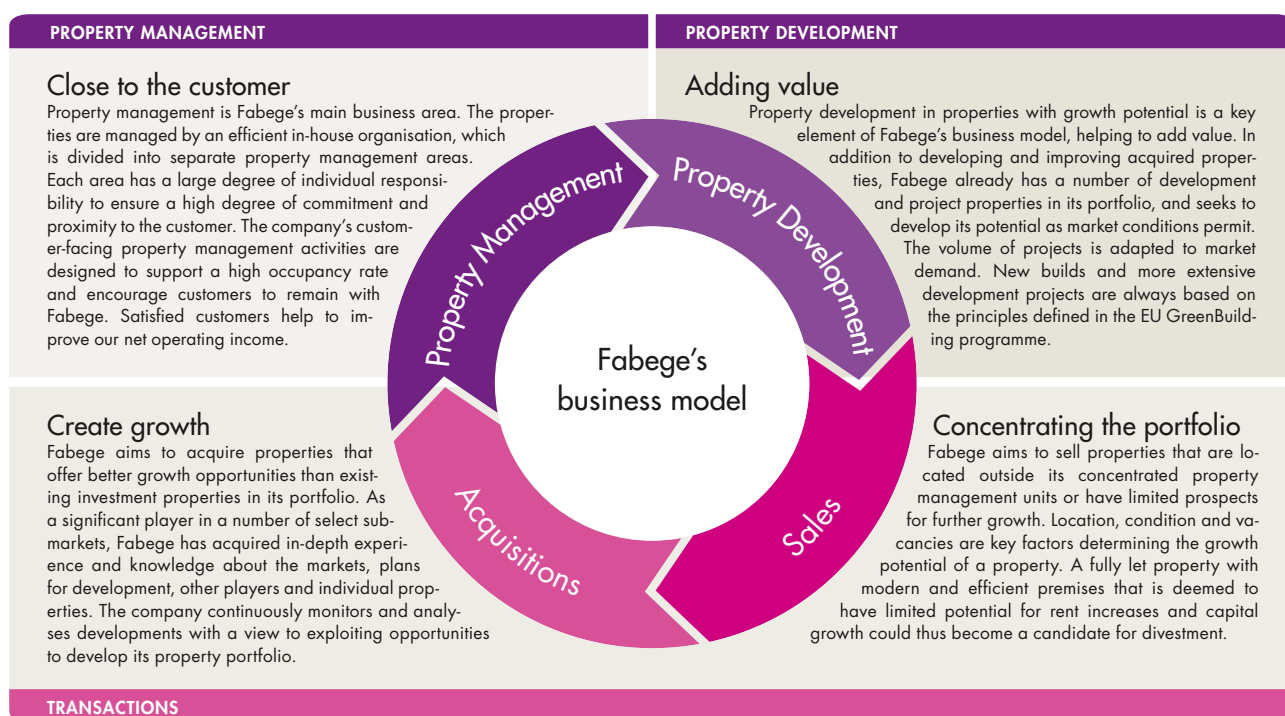 PROPERTY MANAGEMENT
Close to the customer
Property management is Fabege's main business area. The proper-
ties are managed by an efficient in-house organisation, which
is divided into separate property management areas.
Each area has a large degree of individual responsi-
bility to ensure a high degree of commitment and
proximity to the customer. The company's custom-
er-facing property management activities are
designed to support a high occupancy rate
and encourage customers to remain with
Fabege. Satisfied customers help to im-
prove our net operating income.
PROPERTY DEVELOPMENT
Adding value
Property development in properties with growth potential is a key
element of Fabege's business model, helping to add value. In
addition to developing and improving acquired proper-
ties, Fabege already has a number of development
and project properties in its portfolio, and seeks to
develop its potential as market conditions permit.
The volume of projects is adapted to market
demand. New builds and more extensive
development projects are always based on
the principles defined in the EU GreenBuild-
ing programme.
Property Management
Property Development
Fabege's
business model
Acquisitions
Sales
Create growth
Fabege aims to acquire properties that
offer better growth opportunities than exist-
ing investment properties in its portfolio. As
a significant player in a number of select sub-
markets, Fabege has acquired in-depth experi-
ence and knowledge about the markets, plans
for development, other players and individual prop-
erties. The company continuously monitors and analy-
ses developments with a view to exploiting opportunities
to develop its property portfolio.
Concentrating the portfolio
Fabege aims to sell properties that are lo-
cated outside its concentrated property
management units or have limited prospects
for further growth. Location, condition and va-
cancies are key factors determining the growth
potential of a property. A fully let property with
modern and efficient premises that is deemed to
have limited potential for rent increases and capital
growth could thus become a candidate for divestment.
TRANSACTIONS